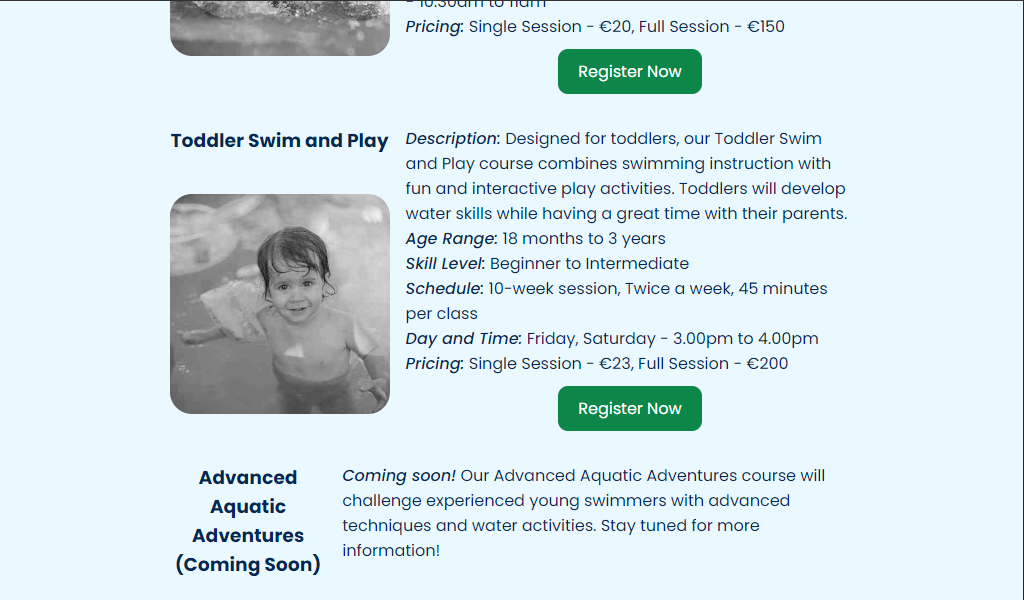 - 10.30am to 11am
Pricing: Single Session - €20, Full Session - €150
Register Now
Toddler Swim and Play
Description: Designed for toddlers, our Toddler Swim
and Play course combines swimming instruction with
fun and interactive play activities. Toddlers will develop
water skills while having a great time with their parents.
Age Range: 18 months to 3 years
Skill Level: Beginner to Intermediate
Schedule: 10-week session, Twice a week, 45 minutes
per class
Day and Time: Friday, Saturday - 3.00pm to 4.00pm
Pricing: Single Session - €23, Full Session - €200
Register Now
Advanced
Aquatic
Adventures
(Coming Soon)
Coming soon! Our Advanced Aquatic Adventures course will
challenge experienced young swimmers with advanced
techniques and water activities. Stay tuned for more
information!